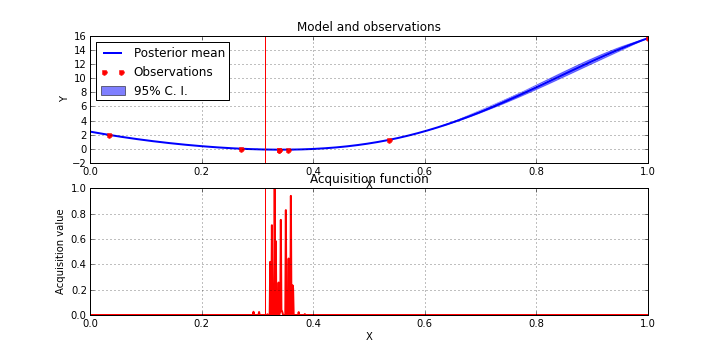 Model and observations
16
14
12
10
8
6
4
2
0
−2
Y
Posterior mean
Observations
95% C. I.
0.0 0.2 0.4 0.6 0.8 1.0
X
Acquisition function
1.0
0.8
0.6
0.4
0.2
0.0
Acquisition value
0.0 0.2 0.4 0.6 0.8 1.0
X